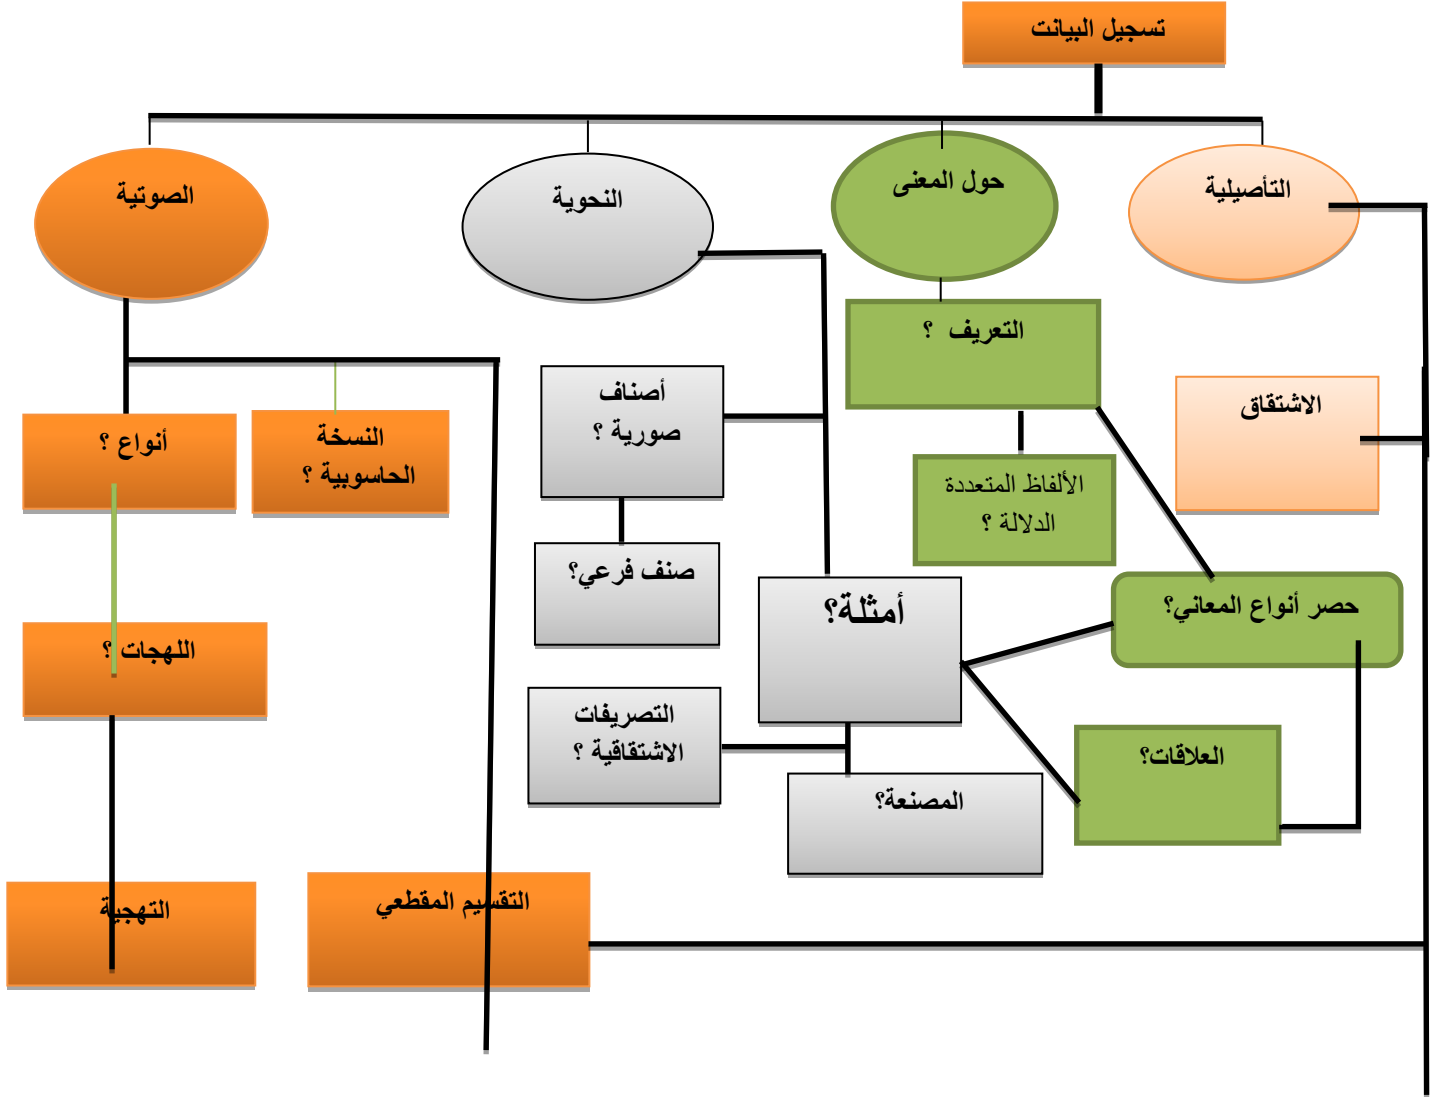 تسجيل البيانت
التأصيلية
حول المعنى
النحوية
الصوتية
التعريف ؟
الاشتقاق
أصناف
صورية ؟
النسخة
الحاسوبية ؟
أنواع ؟
الألفاظ المتعددة
الدلالة ؟
صنف فرعي؟
حصر أنواع المعاني؟
أمثلة؟
اللهجات ؟
التصريفات
الاشتقاقية ؟
العلاقات؟
المصنعة؟
التقسيم المقطعي
التهجية